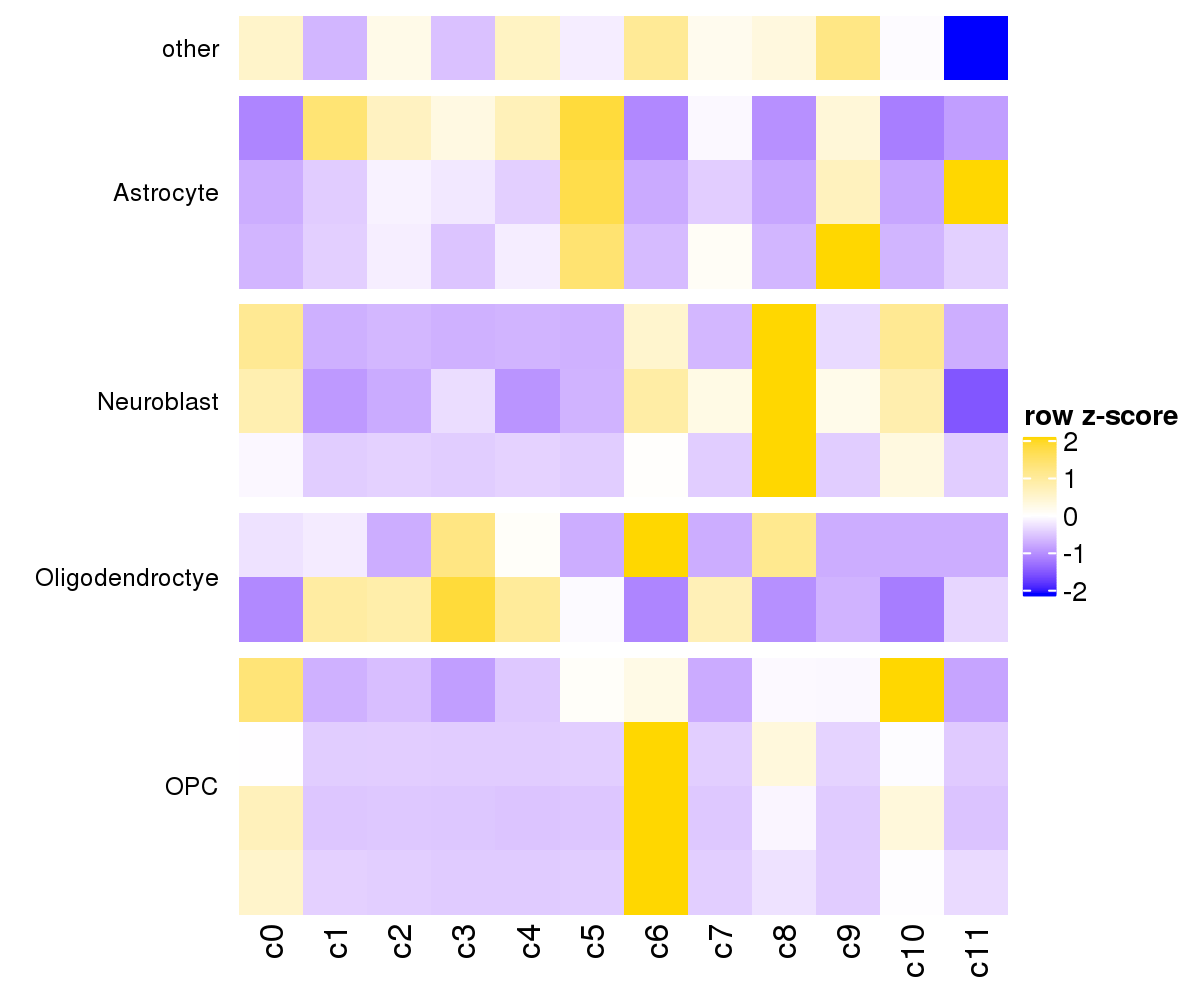 other
Astrocyte
Neuroblast
Oligodendroctye
OPC
row z-score
2
1
0
-1
-2
c0
c1
c2
c3
c4
c5
c6
c7
c8
c9
c10
c11